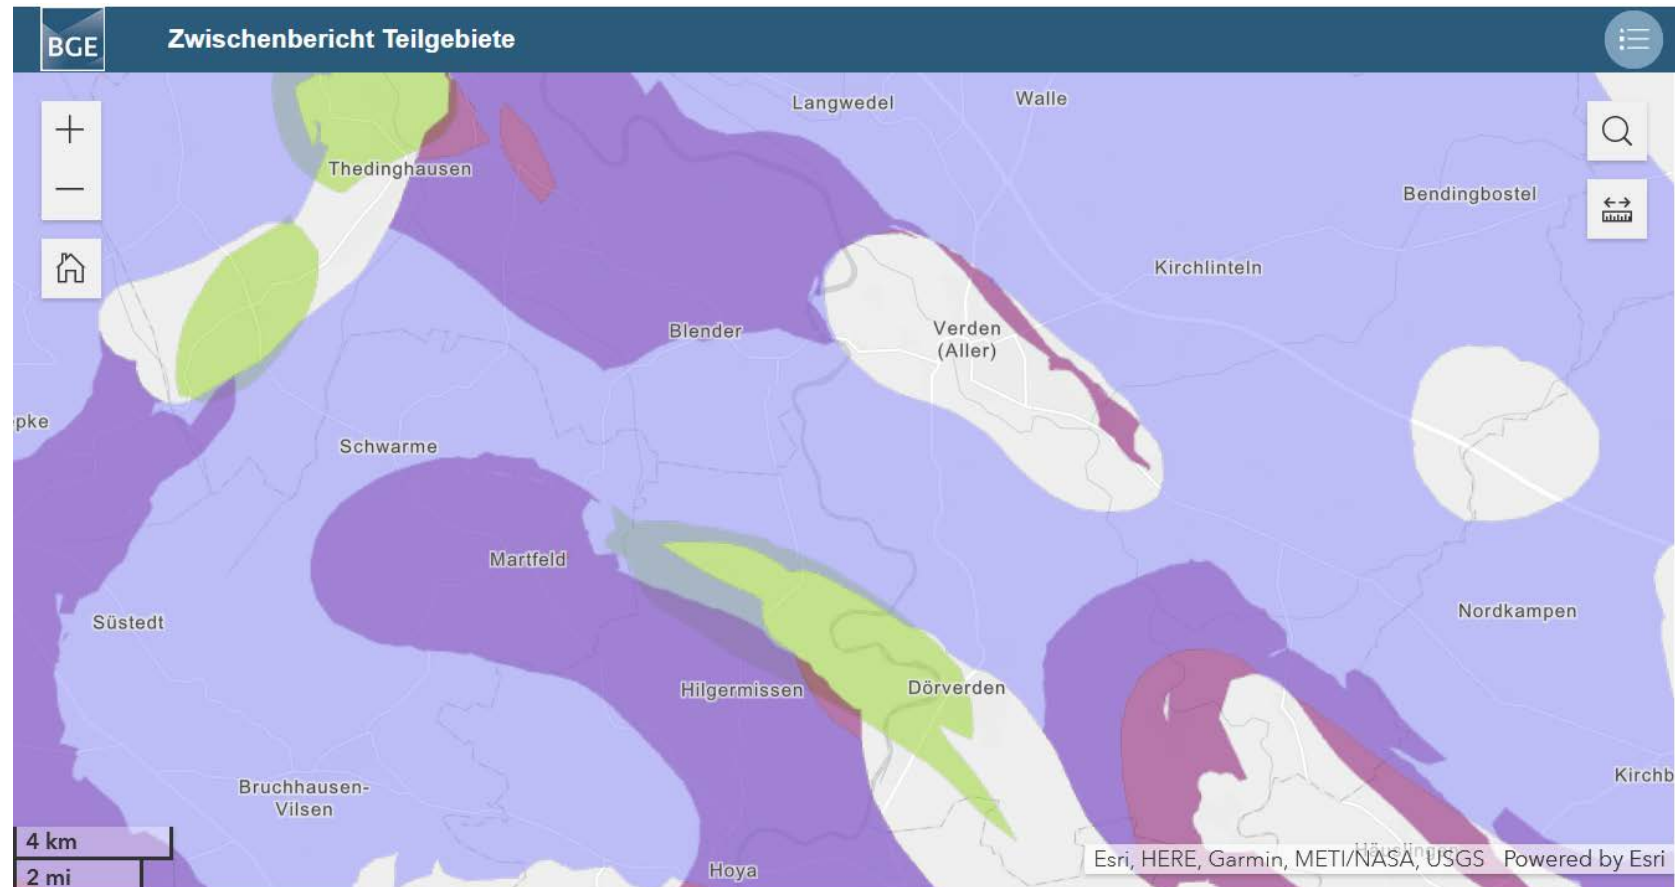 BGE
Zwischenbericht Teilgebiete
Langwedel
Walle
Thedinghausen
Bendingbostel
Kirchlinteln
Blender
Verden
(Aller)
pke
Schwarme
Martfeld
Süstedt
Nordkampen
Hilgermissen
Dörverden
Bruchhausen-
Vilsen
Kirchb
4 km
Häuslingen
Esri, HERE, Garmin, METI/NASA, USGS Powered by Esri
Hoya
2 mi